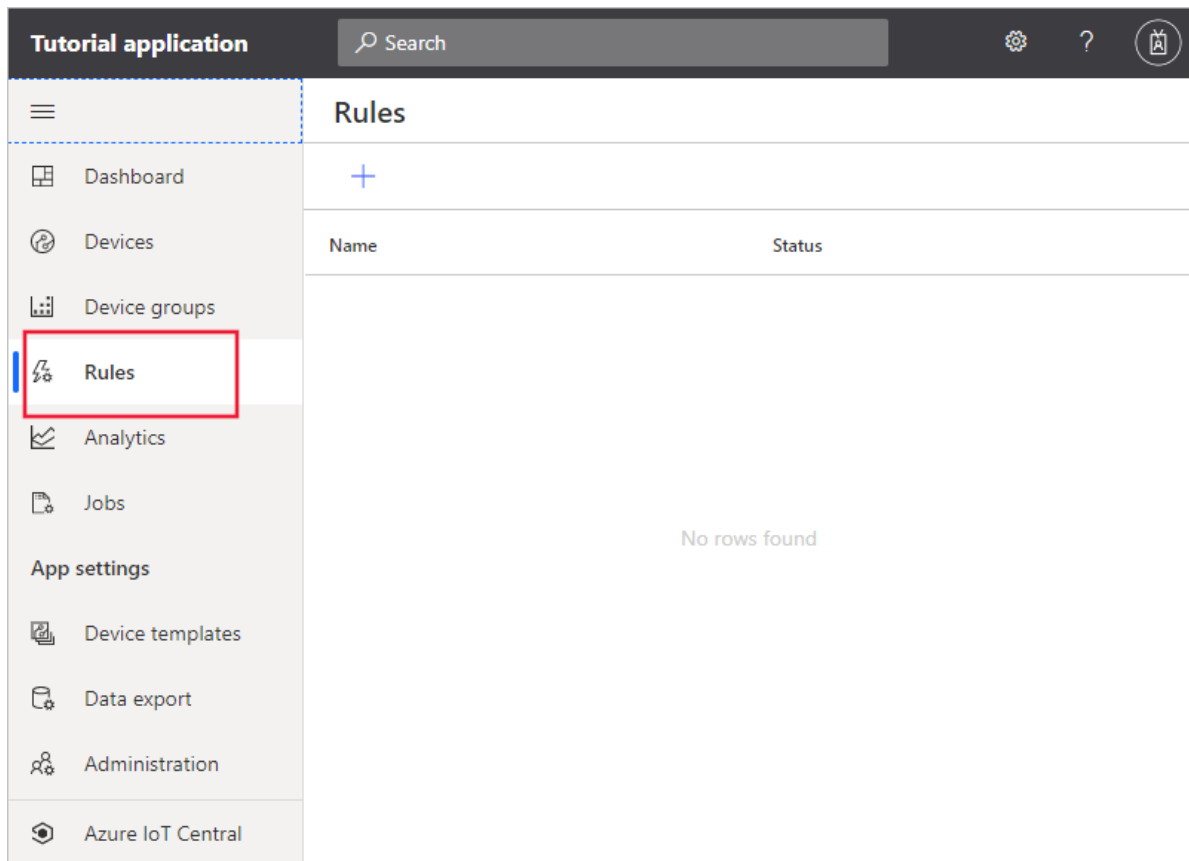 Tutorial application
Search
?
Rules
Dashboard
Devices
Name Status
Device groups
Rules
Analytics
Jobs
No rows found
App settings
Device templates
Data export
Administration
Azure IoT Central